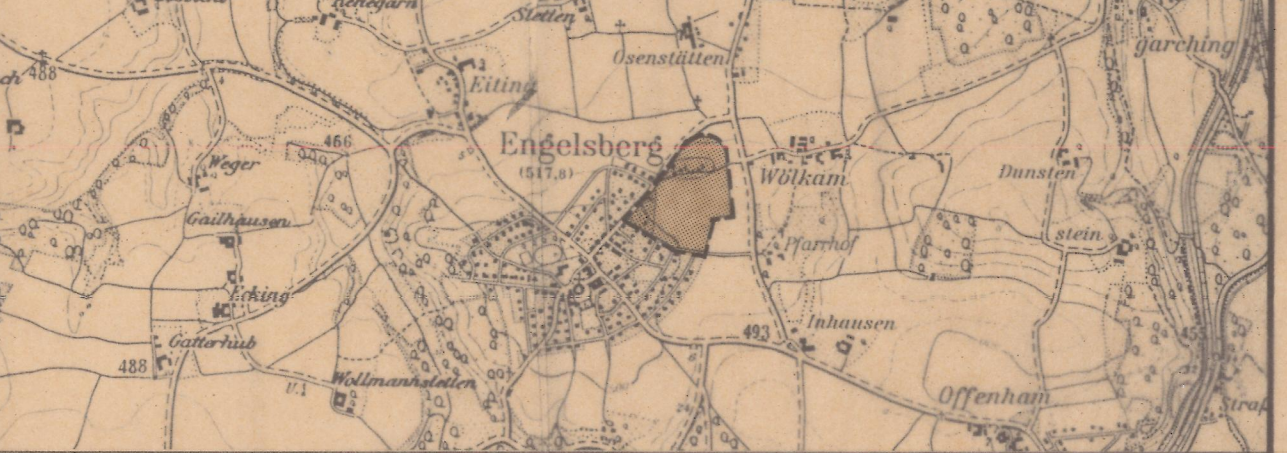 Stetten
garching
Osenstätten
488
Eiting
466
Engelsberg
(517,8)
Weger
Wölkam
Dunsten
Gailhausen
Pfarrhof
stein
Ecking
Inhausen
493
Gatterhub
488
Wollmannstetten
Offenham